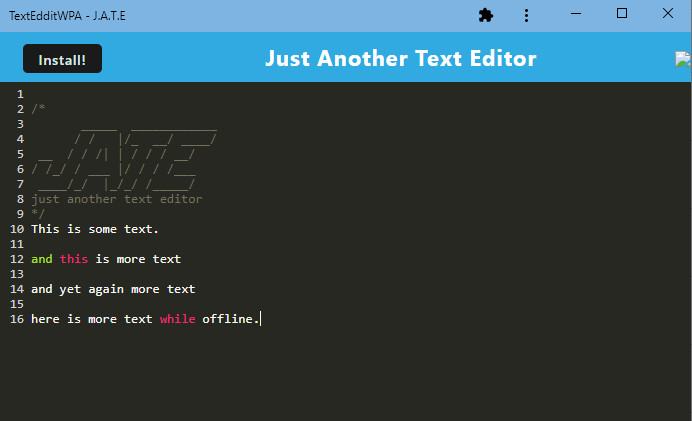 TextEdditWPA - J.A.T.E
Install! Just Another Text Editor
1
2 /*
3        _____  ____________
4       / /   |/_  __/ ____/
5  __  / / /| | / / / __/
6 / /_/ / ___ |/ / / /___
7  ____/_/  |_/_/ /_____/
8 just another text editor
9 */
10 This is some text.
11
12 and this is more text
13
14 and yet again more text
15
16 here is more text while offline.